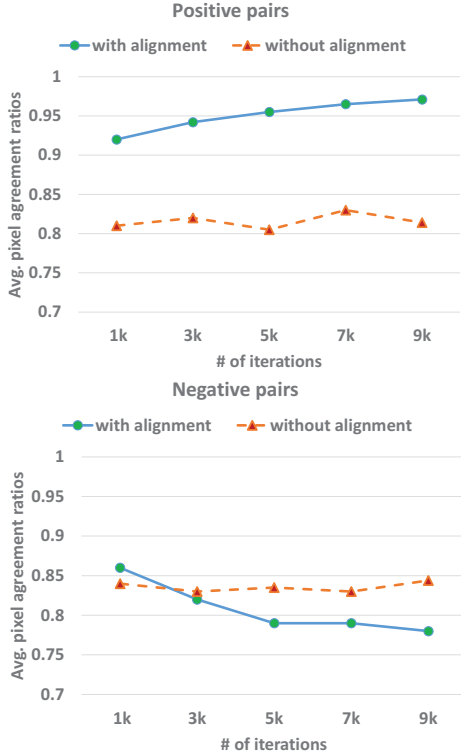 Positive pairs
with alignment without alignment
1
0.95
0.9
0.85
0.8
0.75
0.7
Avg. pixel agreement ratios
1k 3k 5k 7k 9k
# of iterations
Negative pairs
with alignment without alignment
1
0.95
0.9
0.85
0.8
0.75
0.7
Avg. pixel agreement ratios
1k 3k 5k 7k 9k
# of iterations